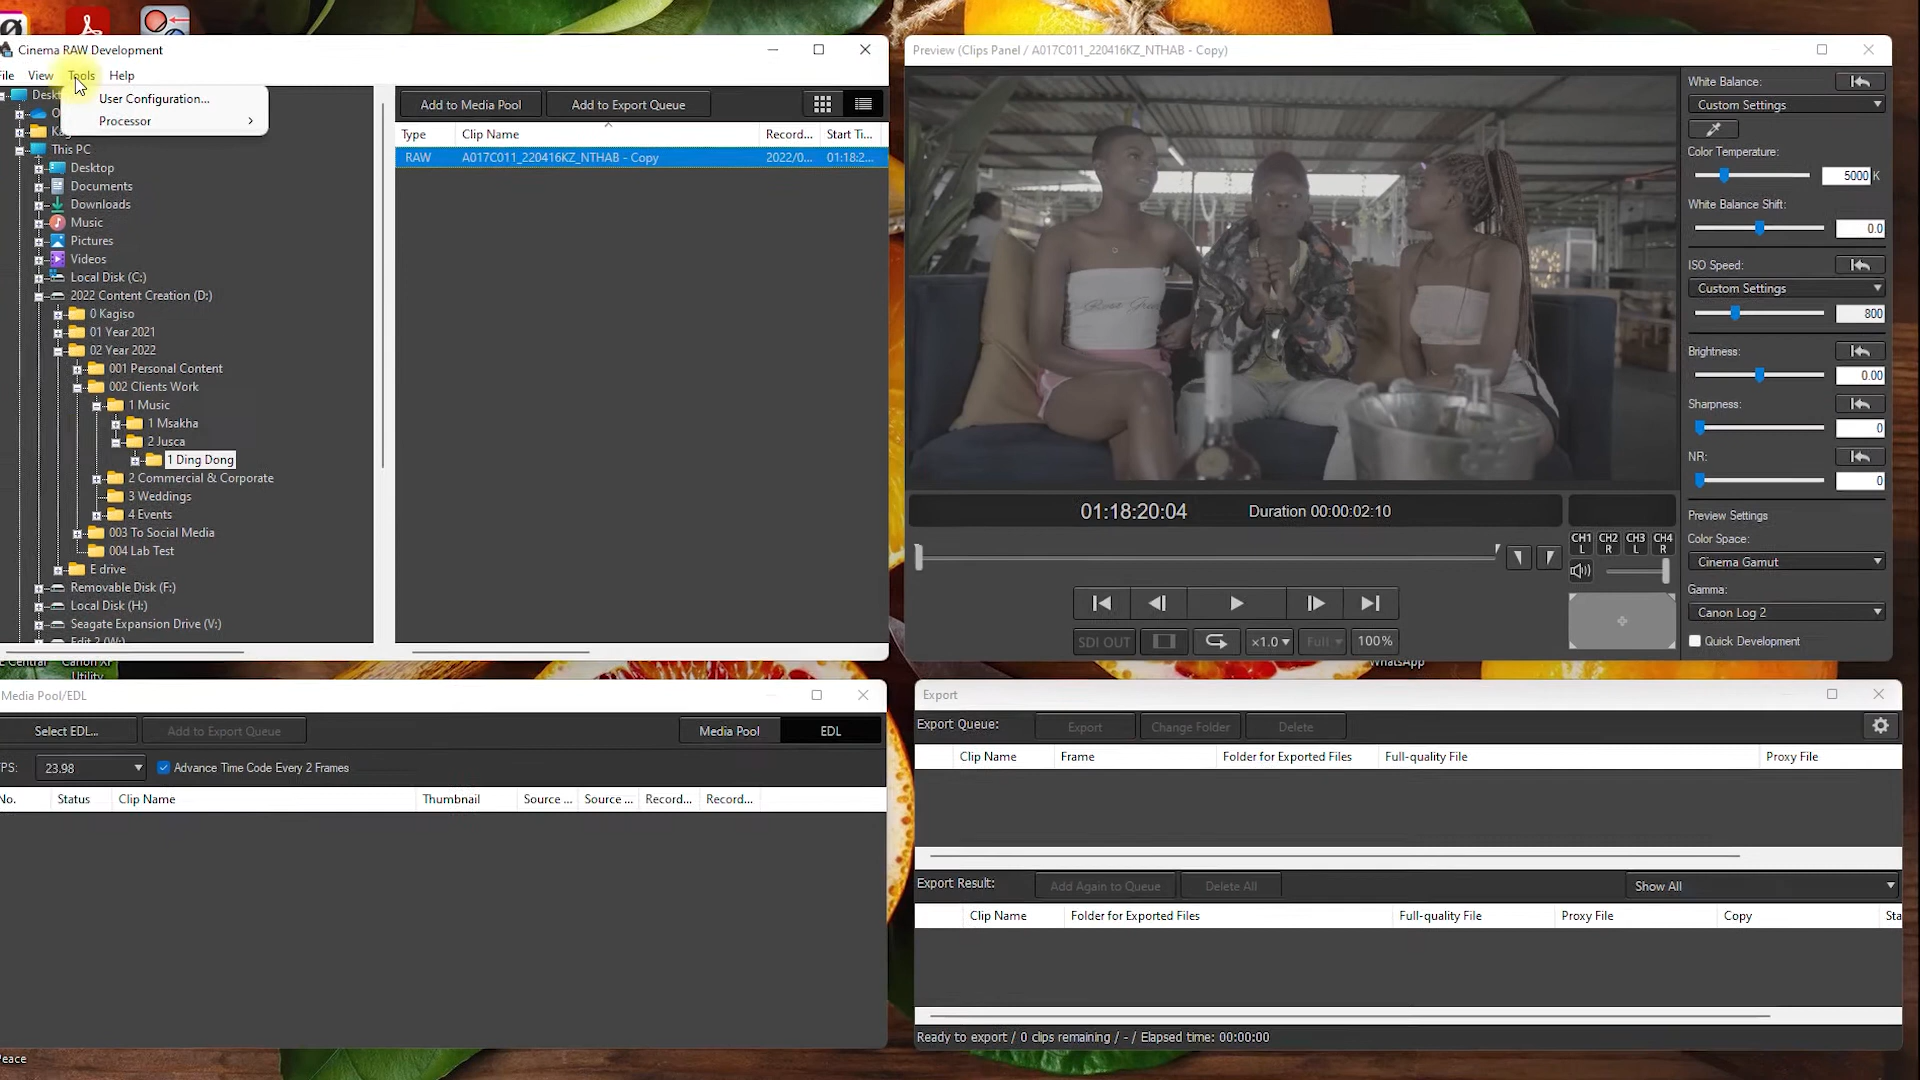 Cinema RAW Development
File View Tools Help
User Configuration...
Processor
This PC
Desktop
Documents
Downloads
Music
Pictures
Videos
Local Disk (C:)
2022 Content Creation (D:)
0 Kagiso
01 Year 2021
02 Year 2022
001 Personal Content
002 Clients Work
1 Music
1 Msakha
2 Jusca
1 Ding Dong
2 Commercial & Corporate
3 Weddings
4 Events
003 To Social Media
004 Lab Test
E drive
Removable Disk (F:)
Local Disk (H:)
Seagate Expansion Drive (V:)
Edit 2 (W:)
Add to Media Pool Add to Export Queue
Type Clip Name Record... Start Ti...
RAW A017C011_220416KZ_NTHAB - Copy 2022/0... 01:18:2...
Preview (Clips Panel / A017C011_220416KZ_NTHAB - Copy)
01:18:20:04 Duration 00:00:02:10
CH1 CH2 CH3 CH4
L R L R
SDI OUT ×1.0 Full 100%
White Balance:
Custom Settings
Color Temperature:
5000 K
White Balance Shift:
0.0
ISO Speed:
Custom Settings
800
Brightness:
0.00
Sharpness:
0
NR:
0
Preview Settings
Color Space:
Cinema Gamut
Gamma:
Canon Log 2
Quick Development
Central Canon XF
Utility
WhatsApp
Media Pool/EDL
Select EDL... Add to Export Queue Media Pool EDL
FPS: 23.98 Advance Time Code Every 2 Frames
No. Status Clip Name Thumbnail Source ... Source ... Record... Record...
Peace
Export
Export Queue: Export Change Folder Delete
Clip Name Frame Folder for Exported Files Full-quality File Proxy File
Export Result: Add Again to Queue Delete All Show All
Clip Name Folder for Exported Files Full-quality File Proxy File Copy Sta
Ready to export / 0 clips remaining / - / Elapsed time: 00:00:00